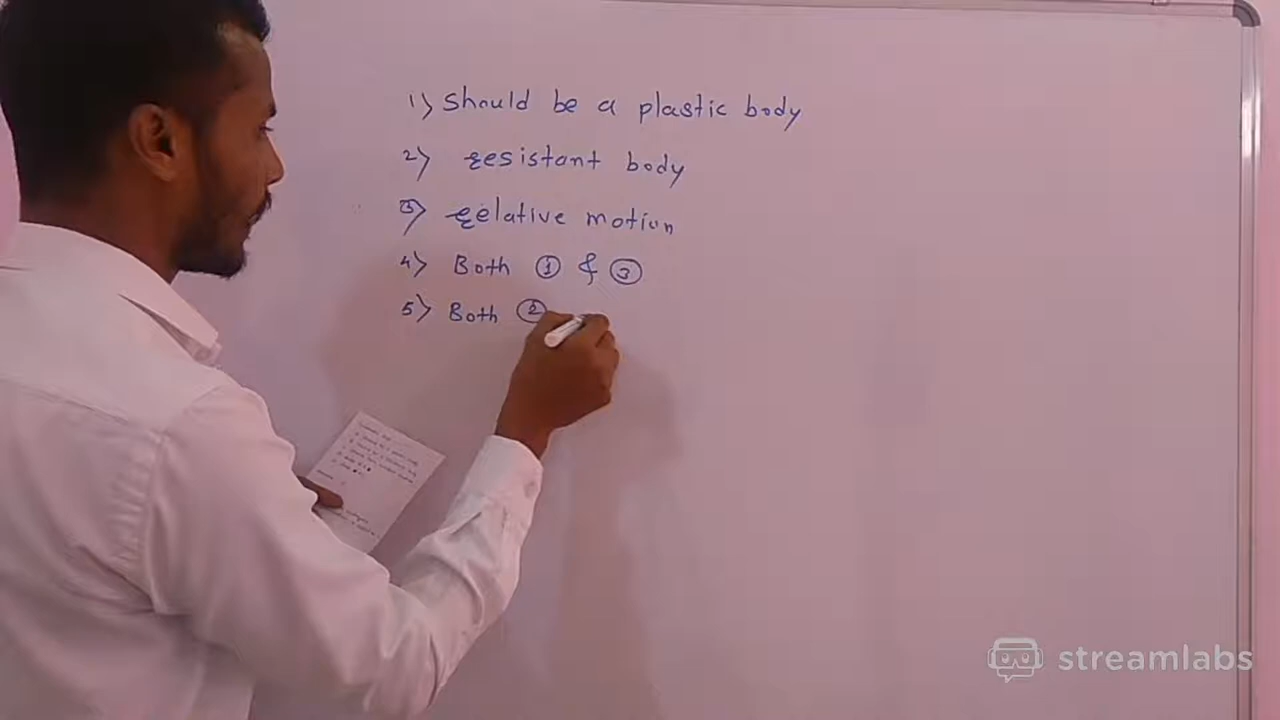 1) Should be a plastic body
2) resistant body
3) relative motion
4) Both ① & ③
5) Both ②
streamlabs